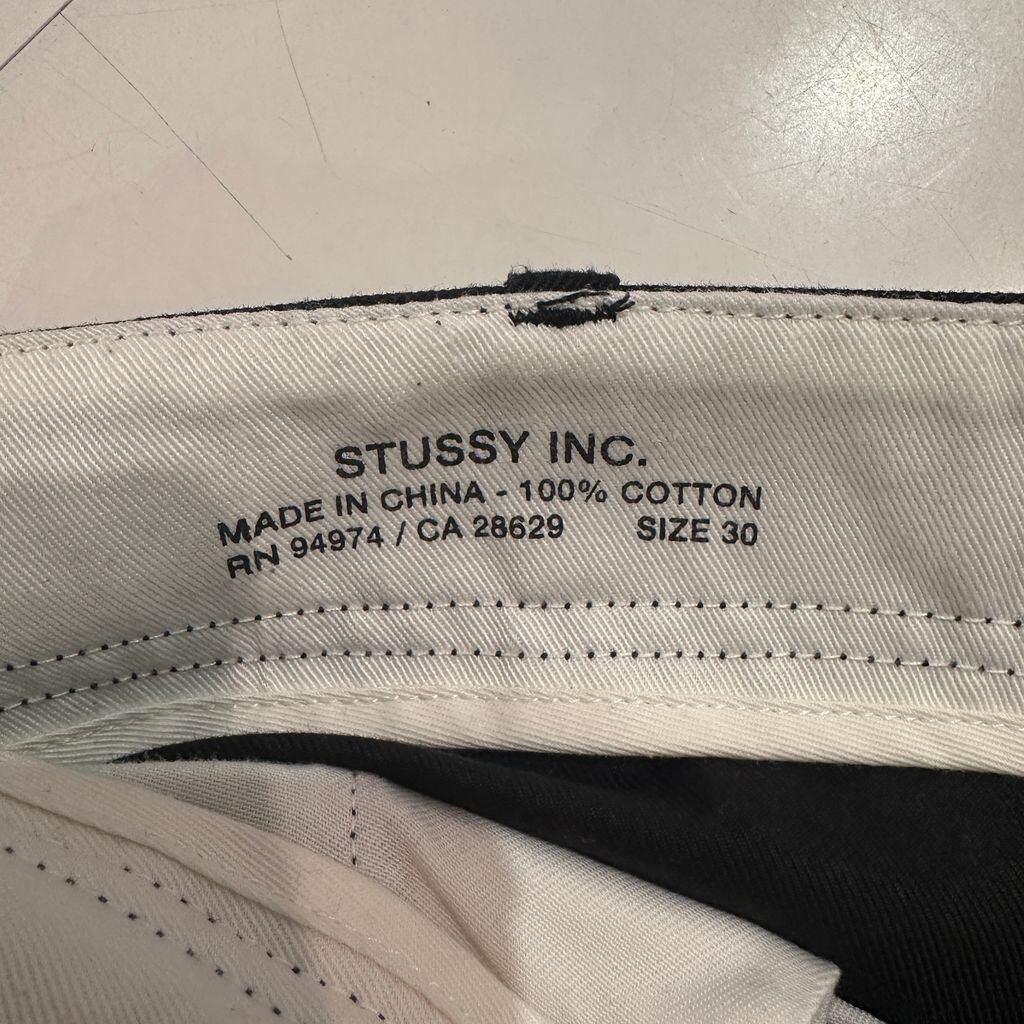 STUSSY INC.
MADE IN CHINA - 100% COTTON
RN 94974 / CA 28629 SIZE 30